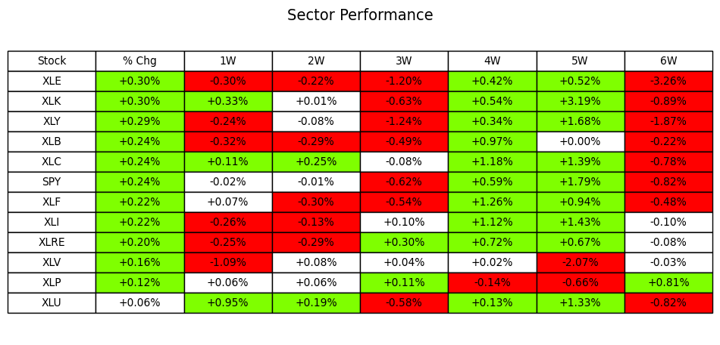 Sector Performance
Stock % Chg 1W 2W 3W 4W 5W 6W
XLE +0.30% -0.30% -0.22% -1.20% +0.42% +0.52% -3.26%
XLK +0.30% +0.33% +0.01% -0.63% +0.54% +3.19% -0.89%
XLY +0.29% -0.24% -0.08% -1.24% +0.34% +1.68% -1.87%
XLB +0.24% -0.32% -0.29% -0.49% +0.97% +0.00% -0.22%
XLC +0.24% +0.11% +0.25% -0.08% +1.18% +1.39% -0.78%
SPY +0.24% -0.02% -0.01% -0.62% +0.59% +1.79% -0.82%
XLF +0.22% +0.07% -0.30% -0.54% +1.26% +0.94% -0.48%
XLI +0.22% -0.26% -0.13% +0.10% +1.12% +1.43% -0.10%
XLRE +0.20% -0.25% -0.29% +0.30% +0.72% +0.67% -0.08%
XLV +0.16% -1.09% +0.08% +0.04% +0.02% -2.07% -0.03%
XLP +0.12% +0.06% +0.06% +0.11% -0.14% -0.66% +0.81%
XLU +0.06% +0.95% +0.19% -0.58% +0.13% +1.33% -0.82%